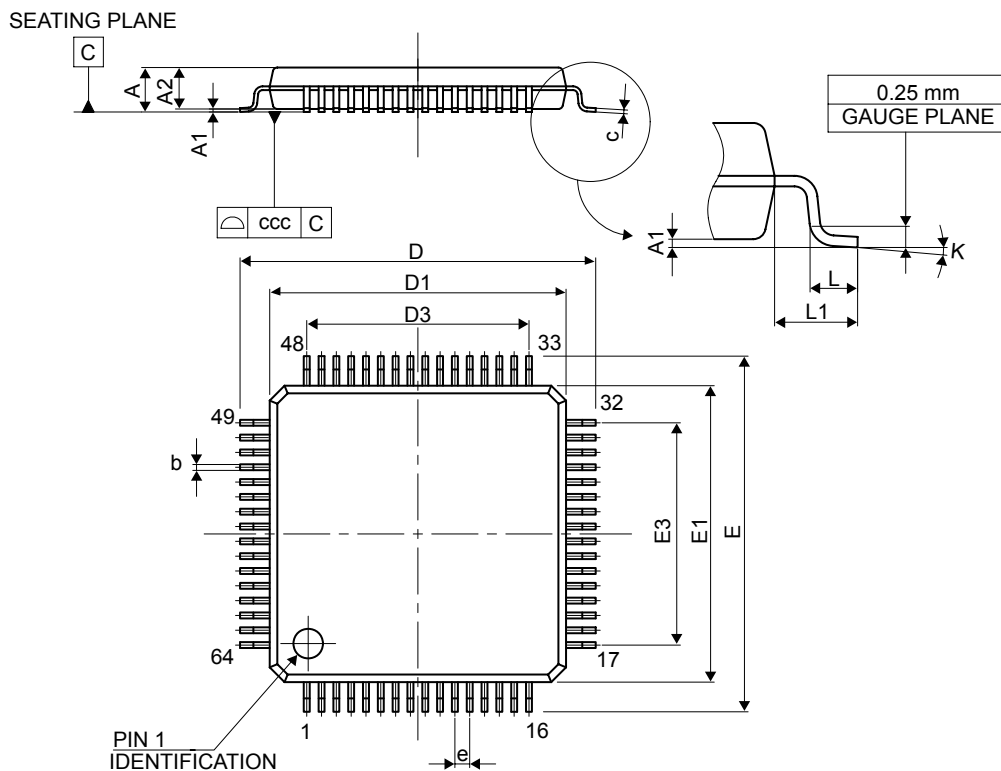 SEATING PLANE
C
A
A2
A1
c
ccc C
0.25 mm
GAUGE PLANE
A1
K
L
L1
D
D1
D3
48
33
49
32
b
E3
E1
E
64
17
1
16
e
PIN 1
IDENTIFICATION